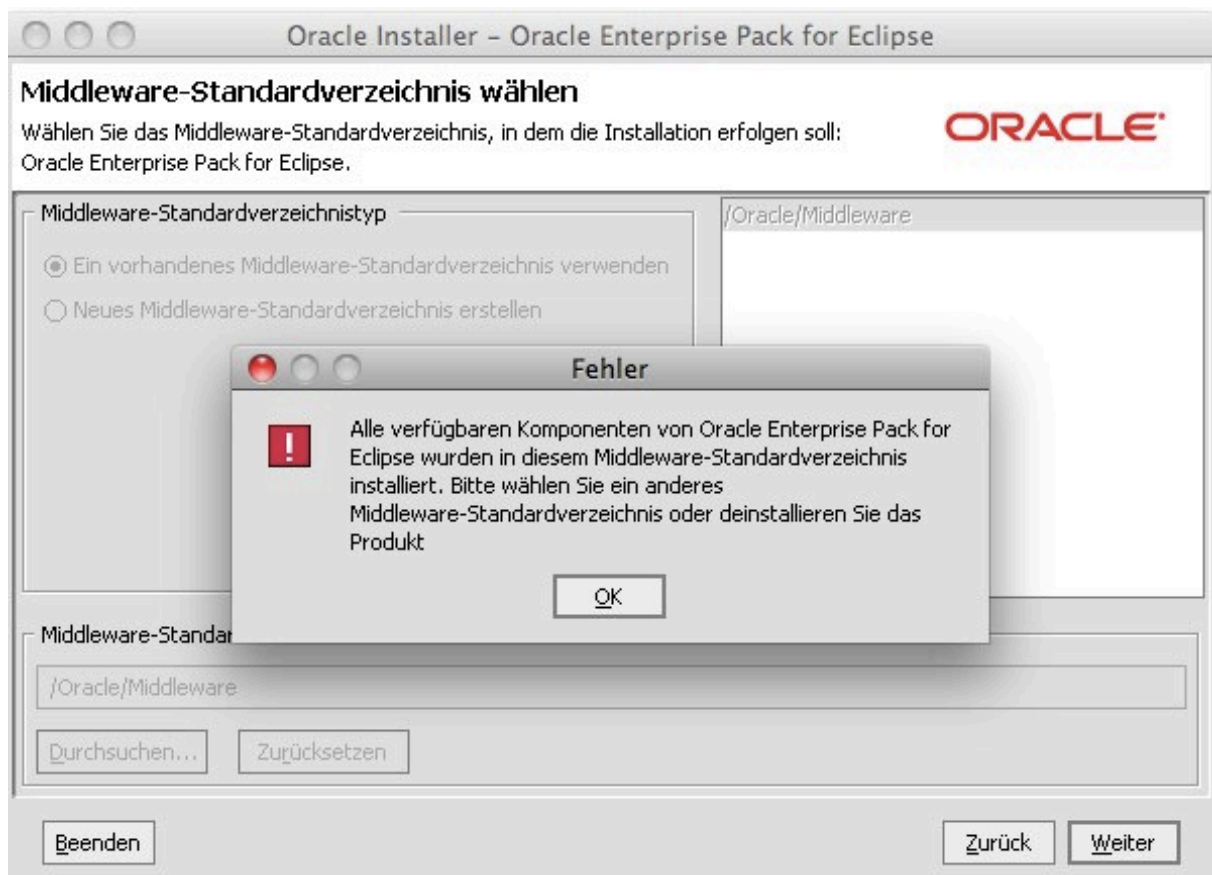 Oracle Installer – Oracle Enterprise Pack for Eclipse
Middleware-Standardverzeichnis wählen
Wählen Sie das Middleware-Standardverzeichnis, in dem die Installation erfolgen soll:
Oracle Enterprise Pack for Eclipse.
ORACLE
Middleware-Standardverzeichnistyp
Ein vorhandenes Middleware-Standardverzeichnis verwenden
Neues Middleware-Standardverzeichnis erstellen
/Oracle/Middleware
Fehler
Alle verfügbaren Komponenten von Oracle Enterprise Pack for
Eclipse wurden in diesem Middleware-Standardverzeichnis
installiert. Bitte wählen Sie ein anderes
Middleware-Standardverzeichnis oder deinstallieren Sie das
Produkt
OK
Middleware-Standar
/Oracle/Middleware
Durchsuchen...
Zurücksetzen
Beenden
Zurück
Weiter